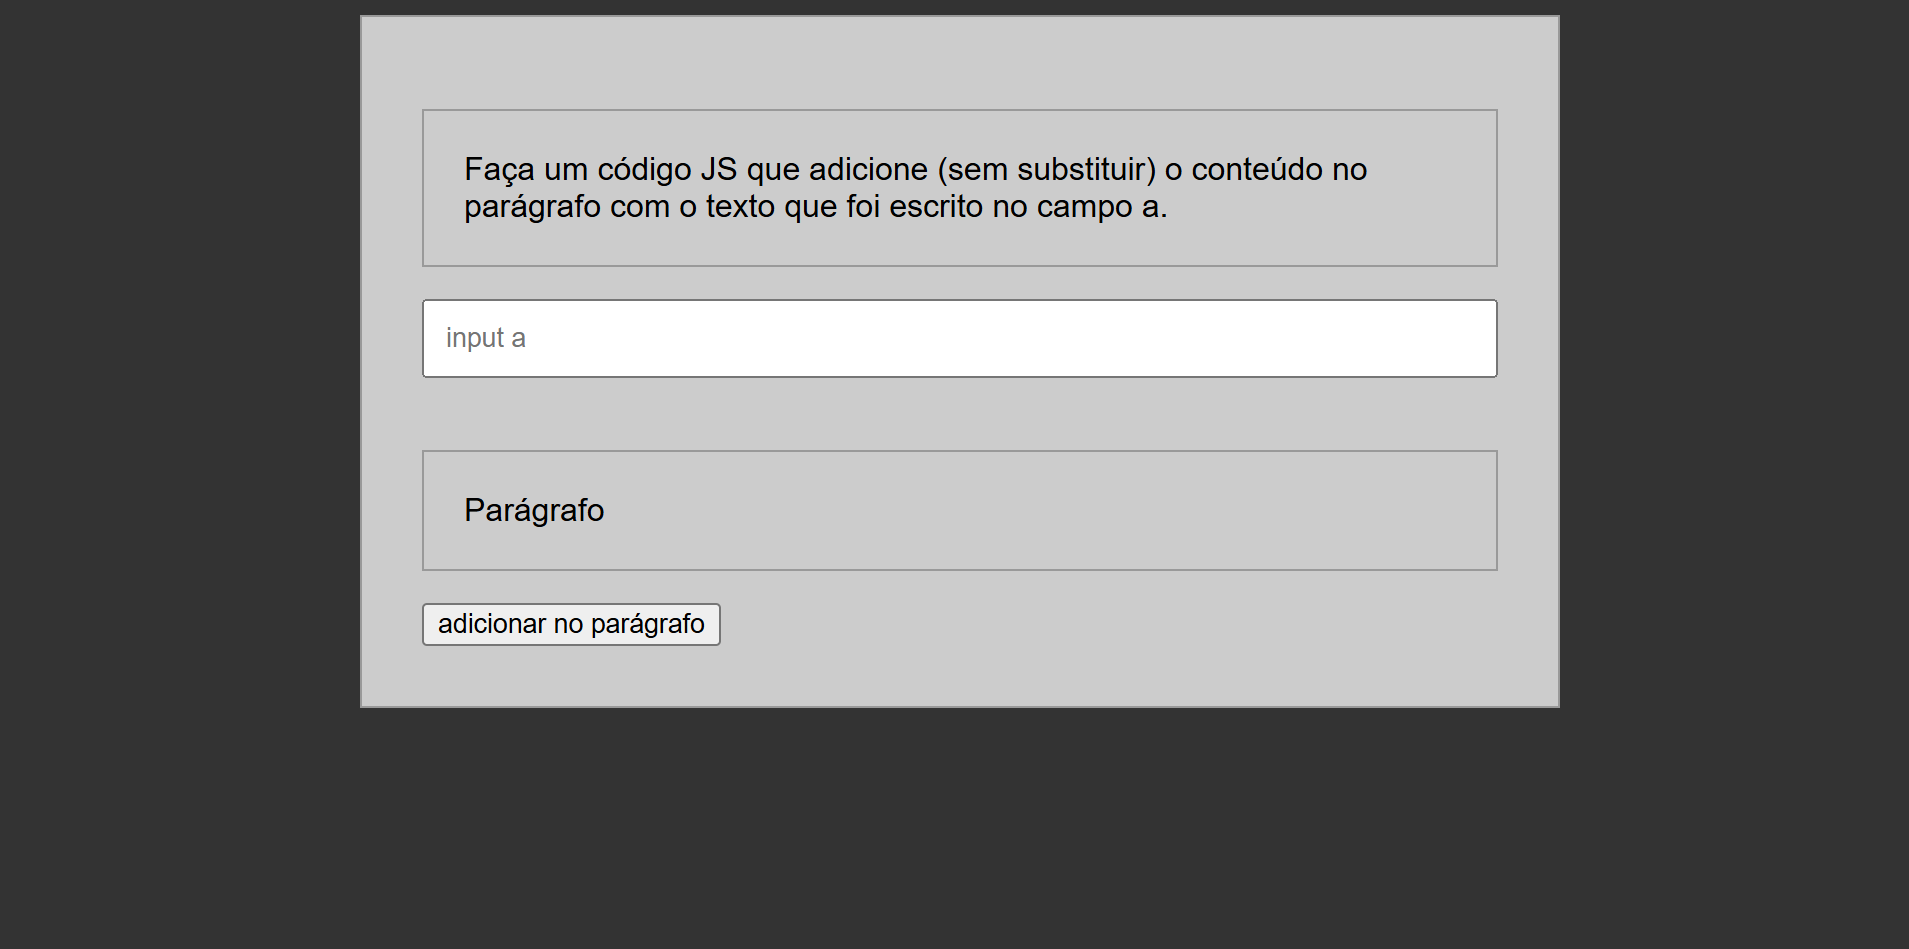 Faça um código JS que adicione (sem substituir) o conteúdo no
parágrafo com o texto que foi escrito no campo a.
input a
Parágrafo
adicionar no parágrafo